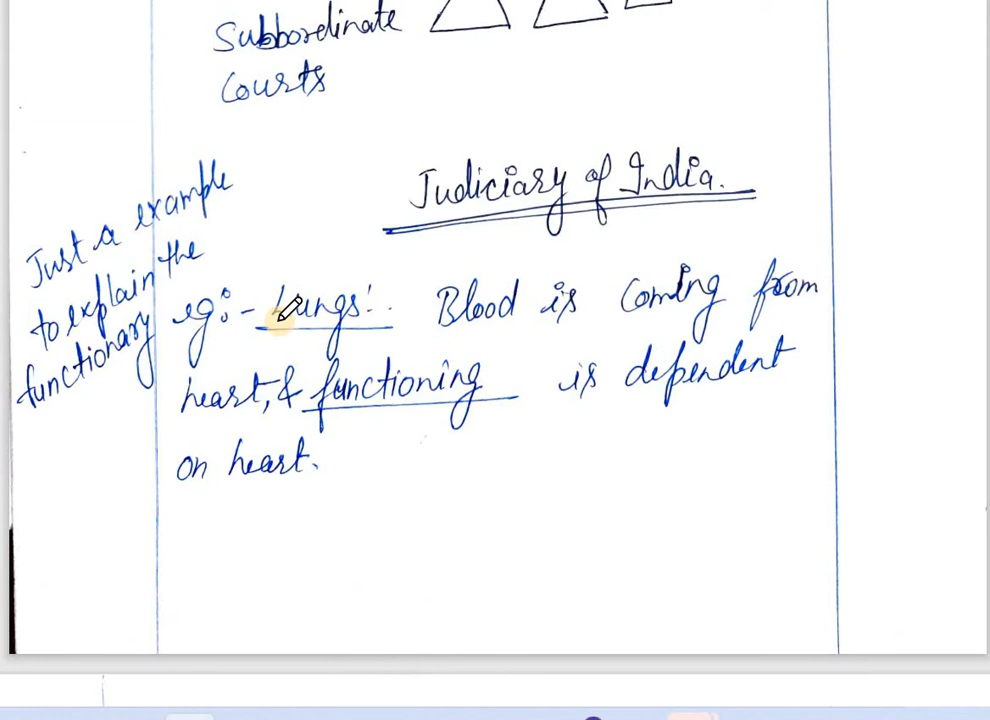 Subbordinate
Courts
Judiciary of India.
Just a example
to explain the
functionary
eg:- Lungs:. Blood is coming from
heart, & functioning is dependent
on heart.